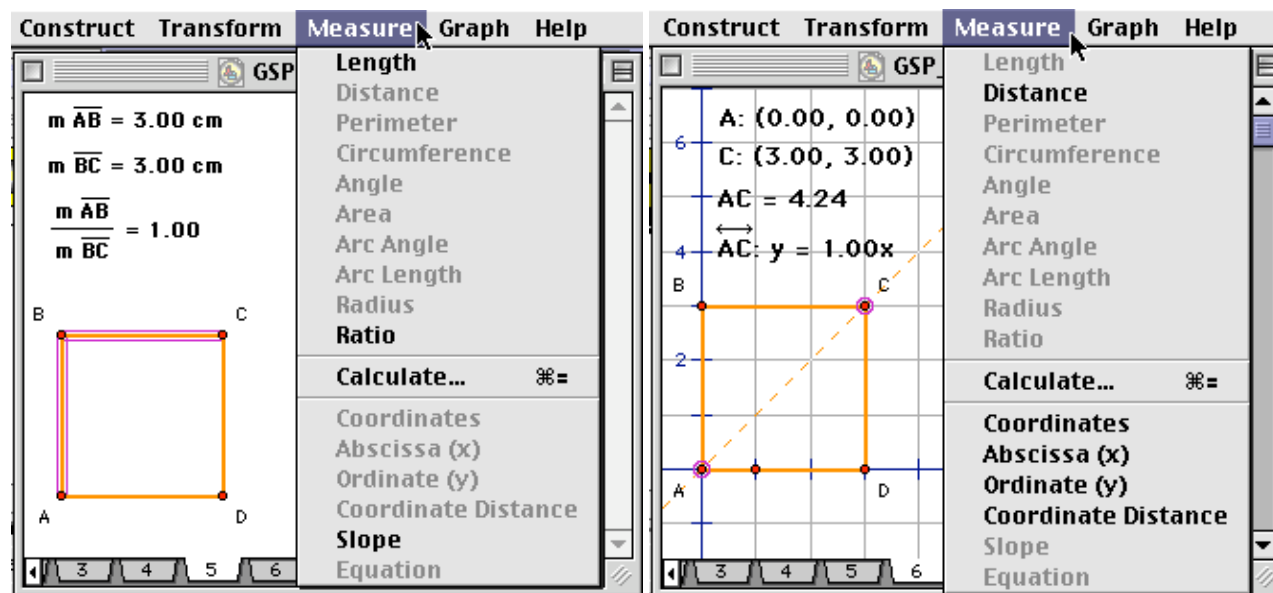 Construct Transform Measure Graph Help
GSP
m AB = 3.00 cm
m BC = 3.00 cm
m AB
m BC
= 1.00
B
C
A
D
3 4 5 6
Length
Distance
Perimeter
Circumference
Angle
Area
Arc Angle
Arc Length
Radius
Ratio
Calculate... ⌘=
Coordinates
Abscissa (x)
Ordinate (y)
Coordinate Distance
Slope
Equation
Construct Transform Measure Graph Help
GSP_
A: (0.00, 0.00)
6
C: (3.00, 3.00)
AC = 4.24
4
AC: y = 1.00x
B
C
2
A
D
3 4 5 6
Length
Distance
Perimeter
Circumference
Angle
Area
Arc Angle
Arc Length
Radius
Ratio
Calculate... ⌘=
Coordinates
Abscissa (x)
Ordinate (y)
Coordinate Distance
Slope
Equation